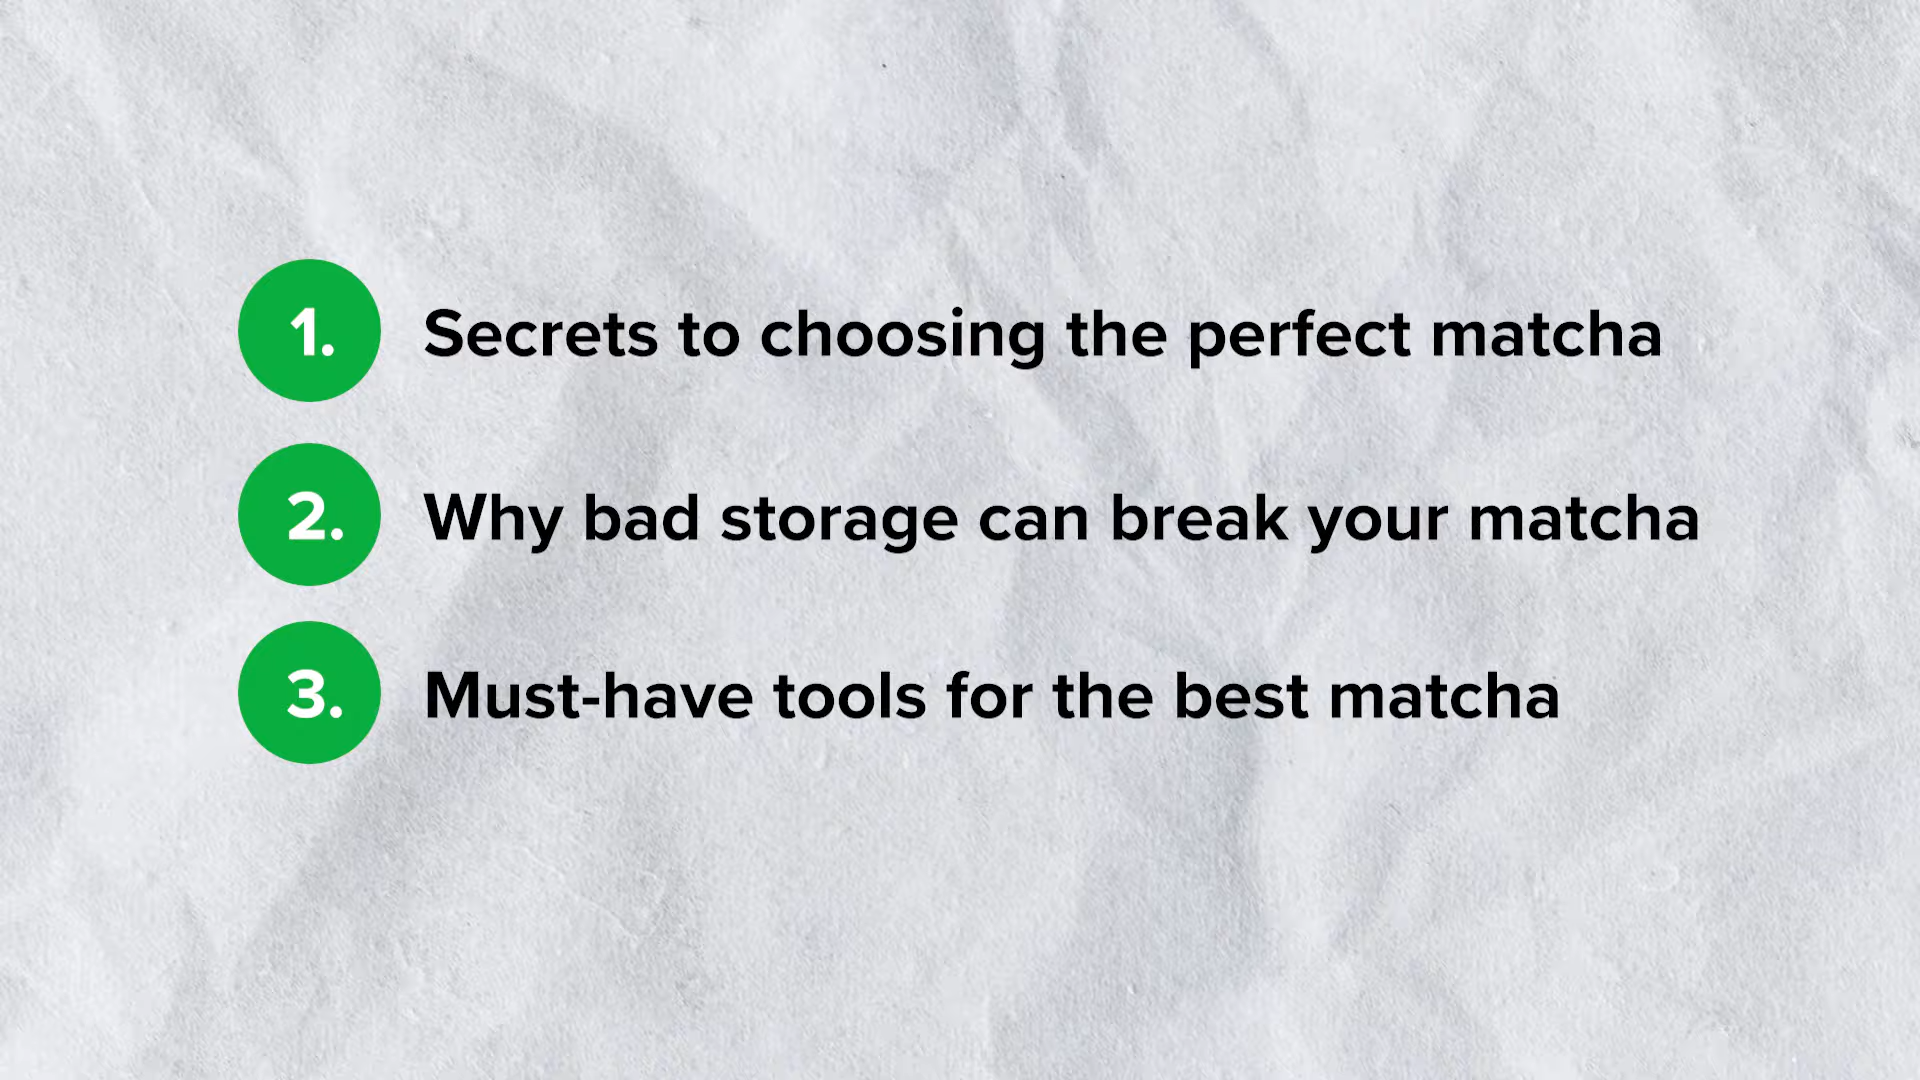 1. Secrets to choosing the perfect matcha
2. Why bad storage can break your matcha
3. Must-have tools for the best matcha